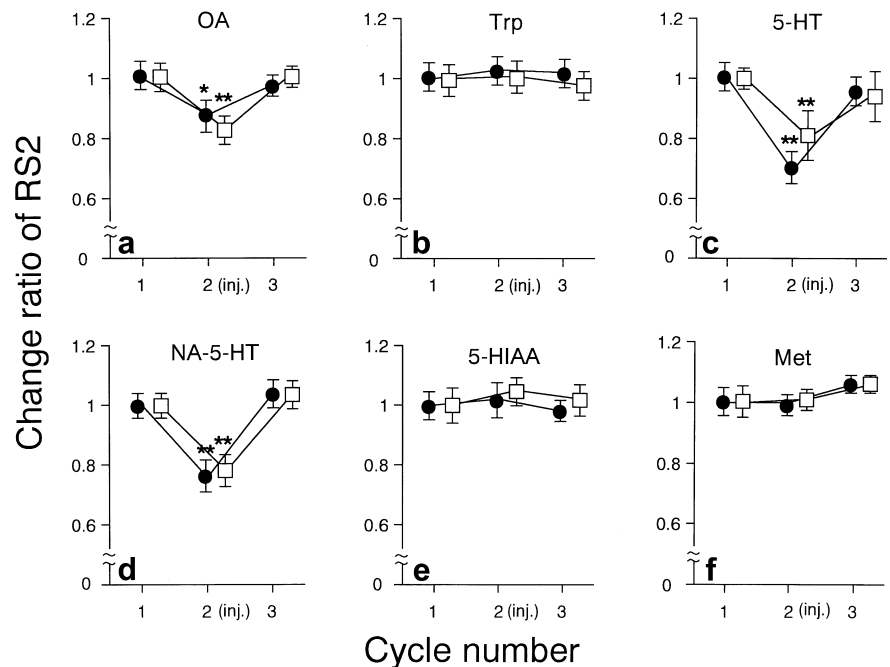 Change ratio of RS2
OA
1.2
1
0.8
0.6
0
* **
a
1 2 (inj.) 3
Trp
1.2
1
0.8
0.6
0
b
1 2 (inj.) 3
5-HT
1.2
1
0.8
0.6
0
**
**
c
1 2 (inj.) 3
NA-5-HT
1.2
1
0.8
0.6
0
** **
d
1 2 (inj.) 3
5-HIAA
1.2
1
0.8
0.6
0
e
1 2 (inj.) 3
Met
1.2
1
0.8
0.6
0
f
1 2 (inj.) 3
Cycle number